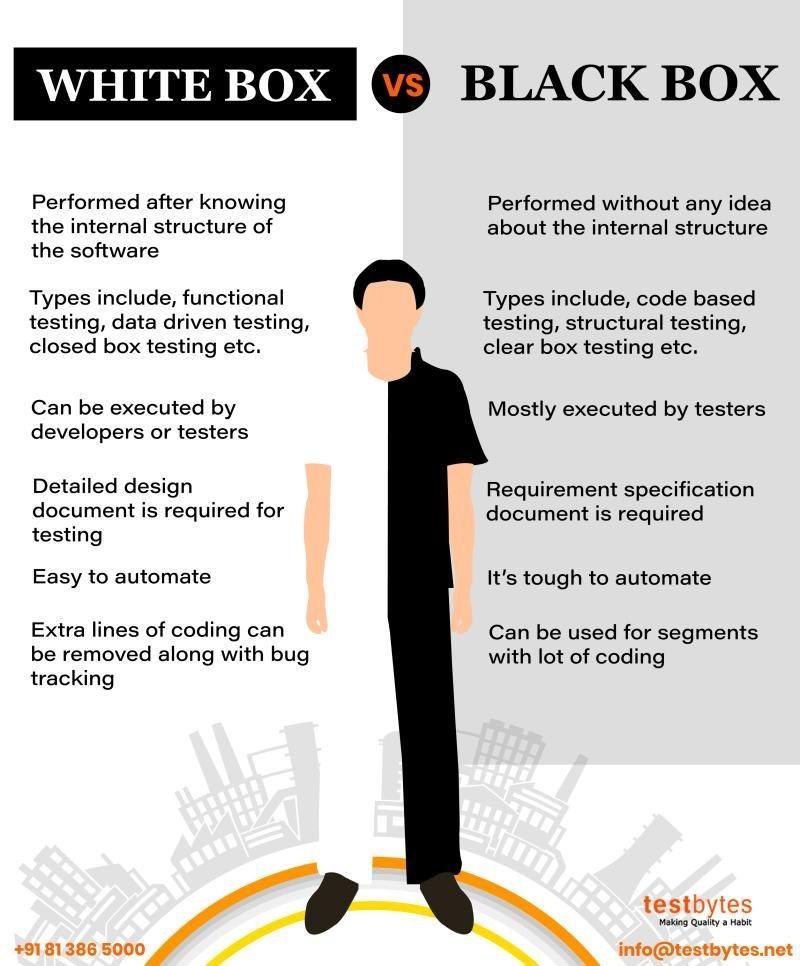 WHITE BOX
VS
BLACK BOX
Performed after knowing
the internal structure of
the software
Types include, functional
testing, data driven testing,
closed box testing etc.
Can be executed by
developers or testers
Detailed design
document is required for
testing
Easy to automate
Extra lines of coding can
be removed along with bug
tracking
Performed without any idea
about the internal structure
Types include, code based
testing, structural testing,
clear box testing etc.
Mostly executed by testers
Requirement specification
document is required
It's tough to automate
Can be used for segments
with lot of coding
testbytes
Making Quality a Habit
+91 81 386 5000
info@testbytes.net